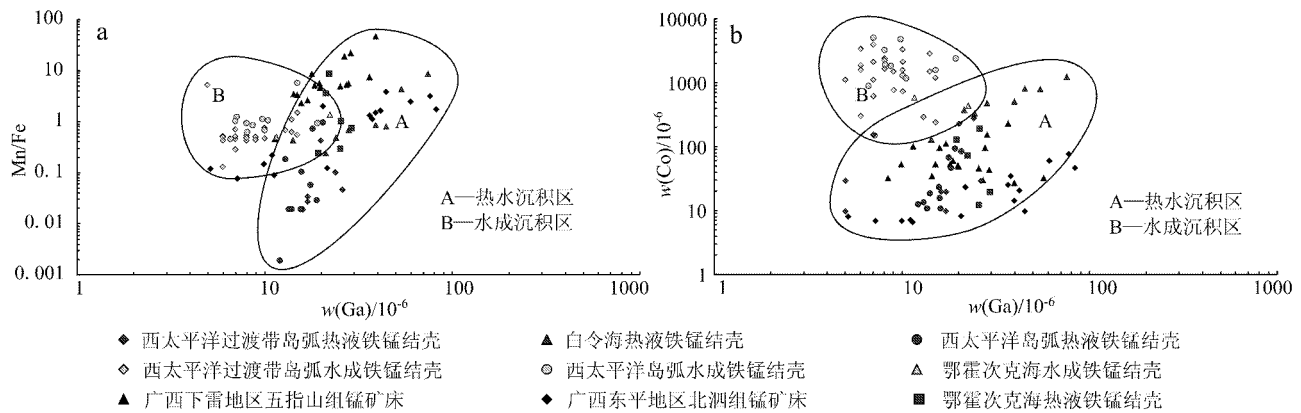 a
Mn/Fe
100
10
1
0.1
0.01
0.001
B
A
A—热水沉积区
B—水成沉积区
1 10 100 1000
w(Ga)/10⁻⁶
b
w(Co)/10⁻⁶
10000
1000
100
10
1
B
A
A—热水沉积区
B—水成沉积区
1 10 100 1000
w(Ga)/10⁻⁶
西太平洋过渡带岛弧热液铁锰结壳 白令海热液铁锰结壳 西太平洋岛弧热液铁锰结壳
西太平洋过渡带岛弧水成铁锰结壳 西太平洋岛弧水成铁锰结壳 鄂霍次克海水成铁锰结壳
广西下雷地区五指山组锰矿床 广西东平地区北泗组锰矿床 鄂霍次克海热液铁锰结壳